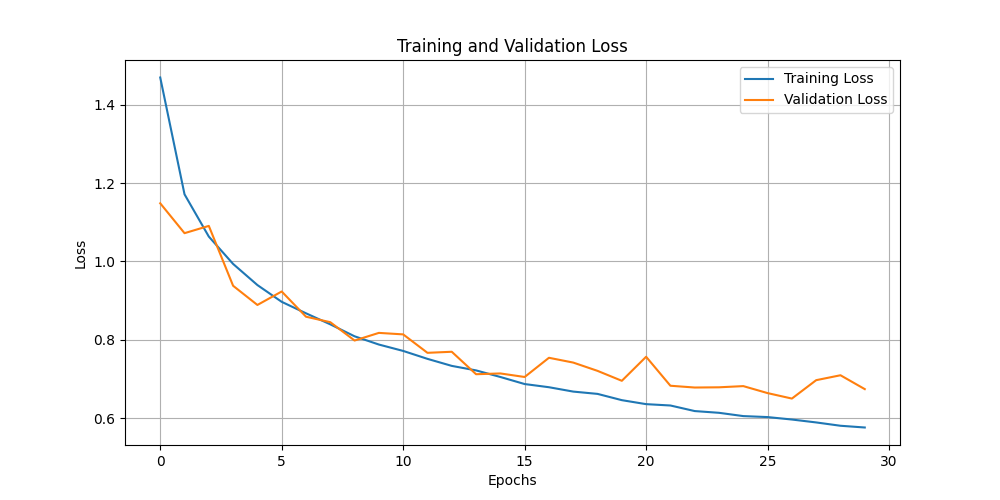 Training and Validation Loss
Training Loss
Validation Loss
Loss
1.4
1.2
1.0
0.8
0.6
0 5 10 15 20 25 30
Epochs